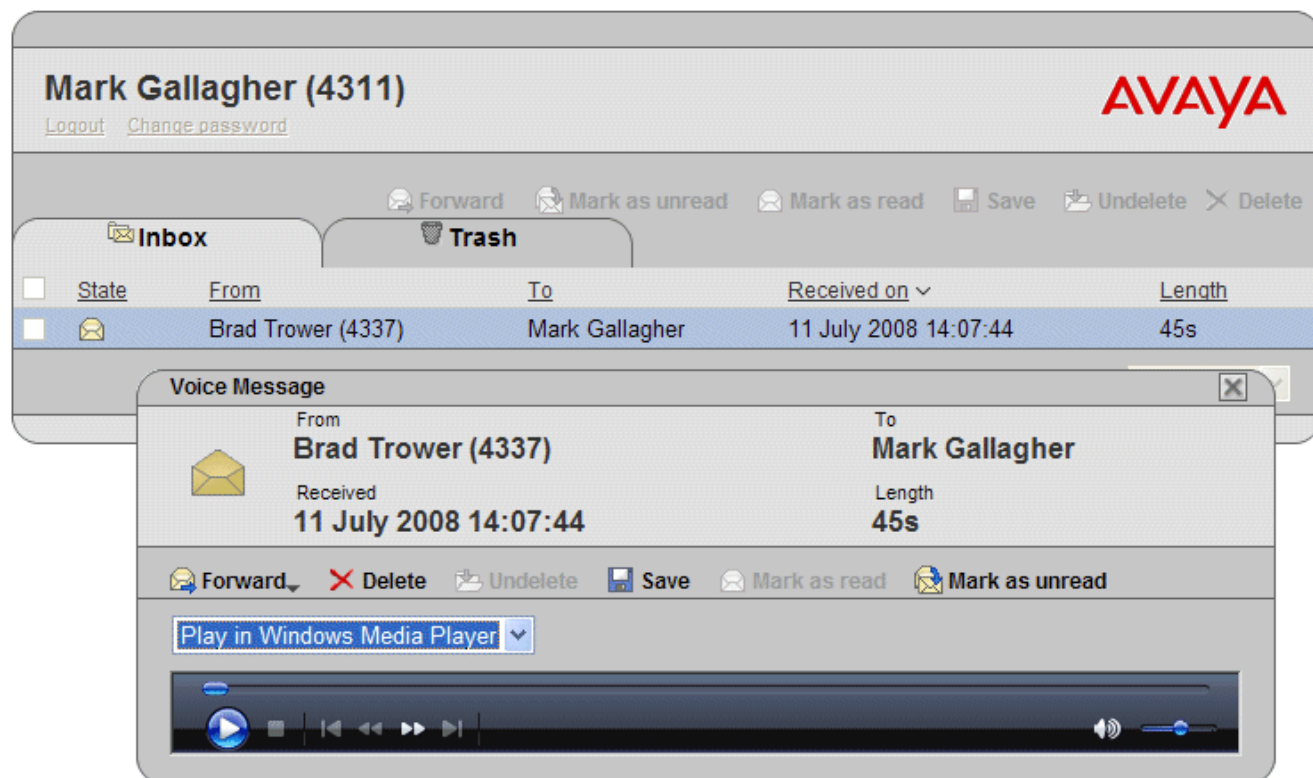 Mark Gallagher (4311)
AVAYA
Logout Change password
Forward Mark as unread Mark as read Save Undelete Delete
Inbox Trash
State From To Received on Length
Brad Trower (4337) Mark Gallagher 11 July 2008 14:07:44 45s
Voice Message
From To
Brad Trower (4337) Mark Gallagher
Received Length
11 July 2008 14:07:44 45s
Forward Delete Undelete Save Mark as read Mark as unread
Play in Windows Media Player